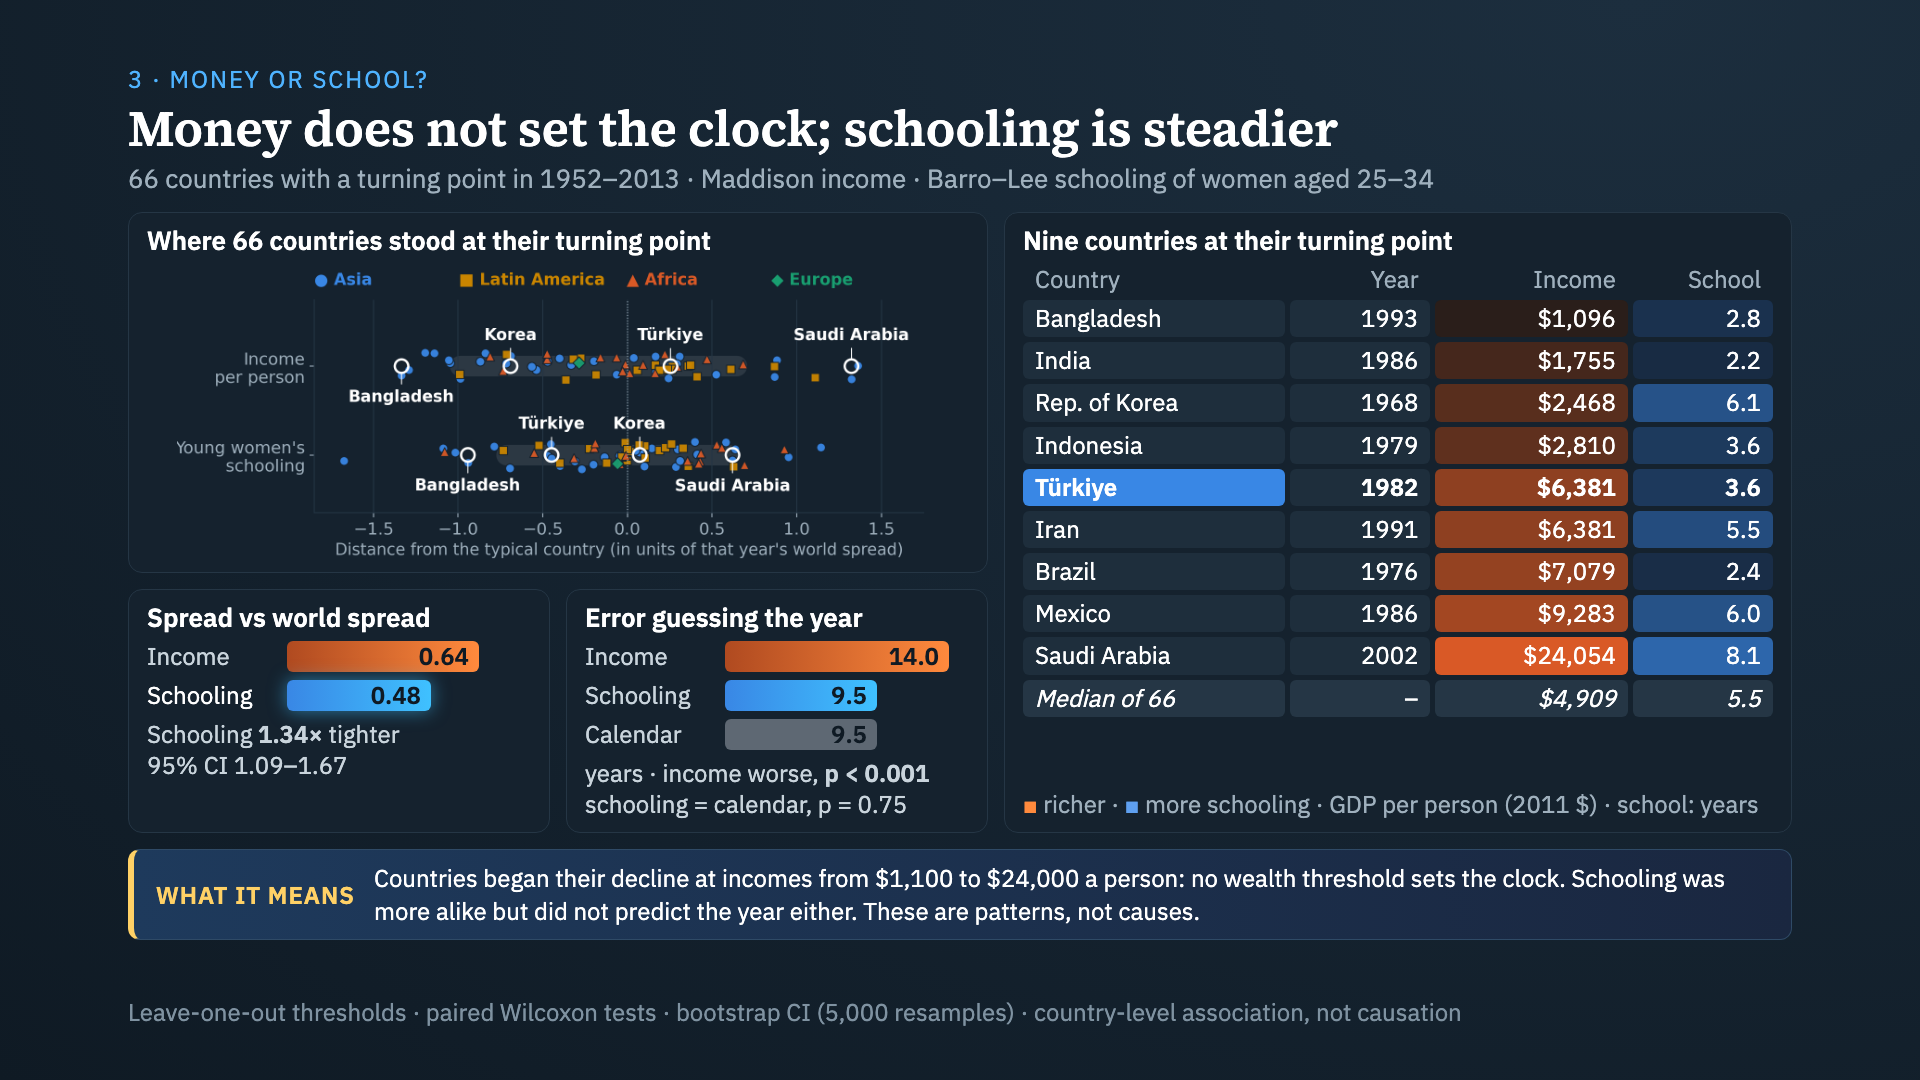 3 · MONEY OR SCHOOL?
Money does not set the clock; schooling is steadier
66 countries with a turning point in 1952–2013 · Maddison income · Barro–Lee schooling of women aged 25–34
Where 66 countries stood at their turning point
Asia Latin America Africa Europe
Korea Türkiye Saudi Arabia
Income
per person
Bangladesh
Türkiye Korea
Young women's
schooling
Bangladesh Saudi Arabia
−1.5 −1.0 −0.5 0.0 0.5 1.0 1.5
Distance from the typical country (in units of that year's world spread)
Spread vs world spread
Income 0.64
Schooling 0.48
Schooling 1.34× tighter
95% CI 1.09–1.67
Error guessing the year
Income 14.0
Schooling 9.5
Calendar 9.5
years · income worse, p < 0.001
schooling = calendar, p = 0.75
Nine countries at their turning point
Country Year Income School
Bangladesh 1993 $1,096 2.8
India 1986 $1,755 2.2
Rep. of Korea 1968 $2,468 6.1
Indonesia 1979 $2,810 3.6
Türkiye 1982 $6,381 3.6
Iran 1991 $6,381 5.5
Brazil 1976 $7,079 2.4
Mexico 1986 $9,283 6.0
Saudi Arabia 2002 $24,054 8.1
Median of 66 – $4,909 5.5
richer · more schooling · GDP per person (2011 $) · school: years
WHAT IT MEANS
Countries began their decline at incomes from $1,100 to $24,000 a person: no wealth threshold sets the clock. Schooling was
more alike but did not predict the year either. These are patterns, not causes.
Leave-one-out thresholds · paired Wilcoxon tests · bootstrap CI (5,000 resamples) · country-level association, not causation